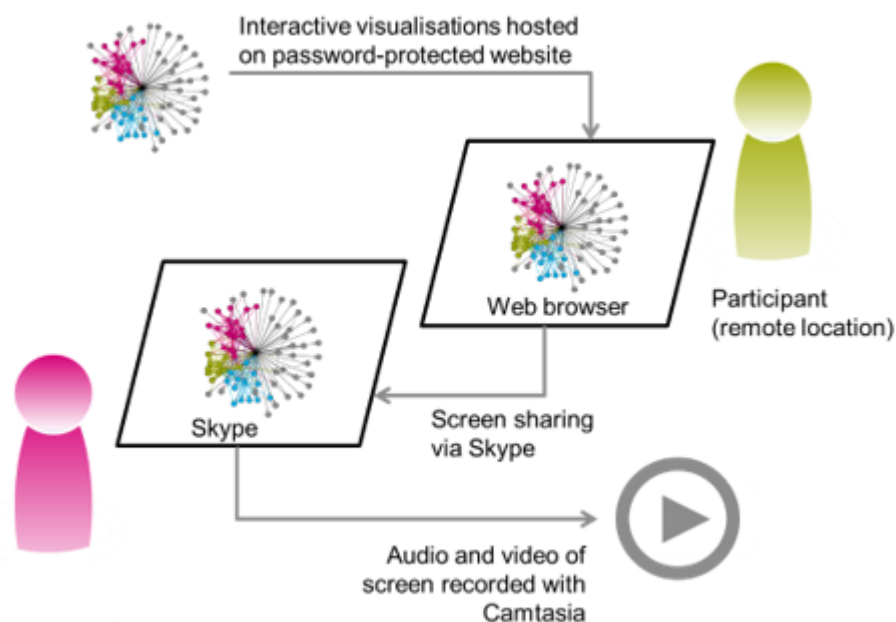 Interactive visualisations hosted
on password-protected website
Web browser
Participant
(remote location)
Skype
Screen sharing
via Skype
Audio and video of
screen recorded with
Camtasia